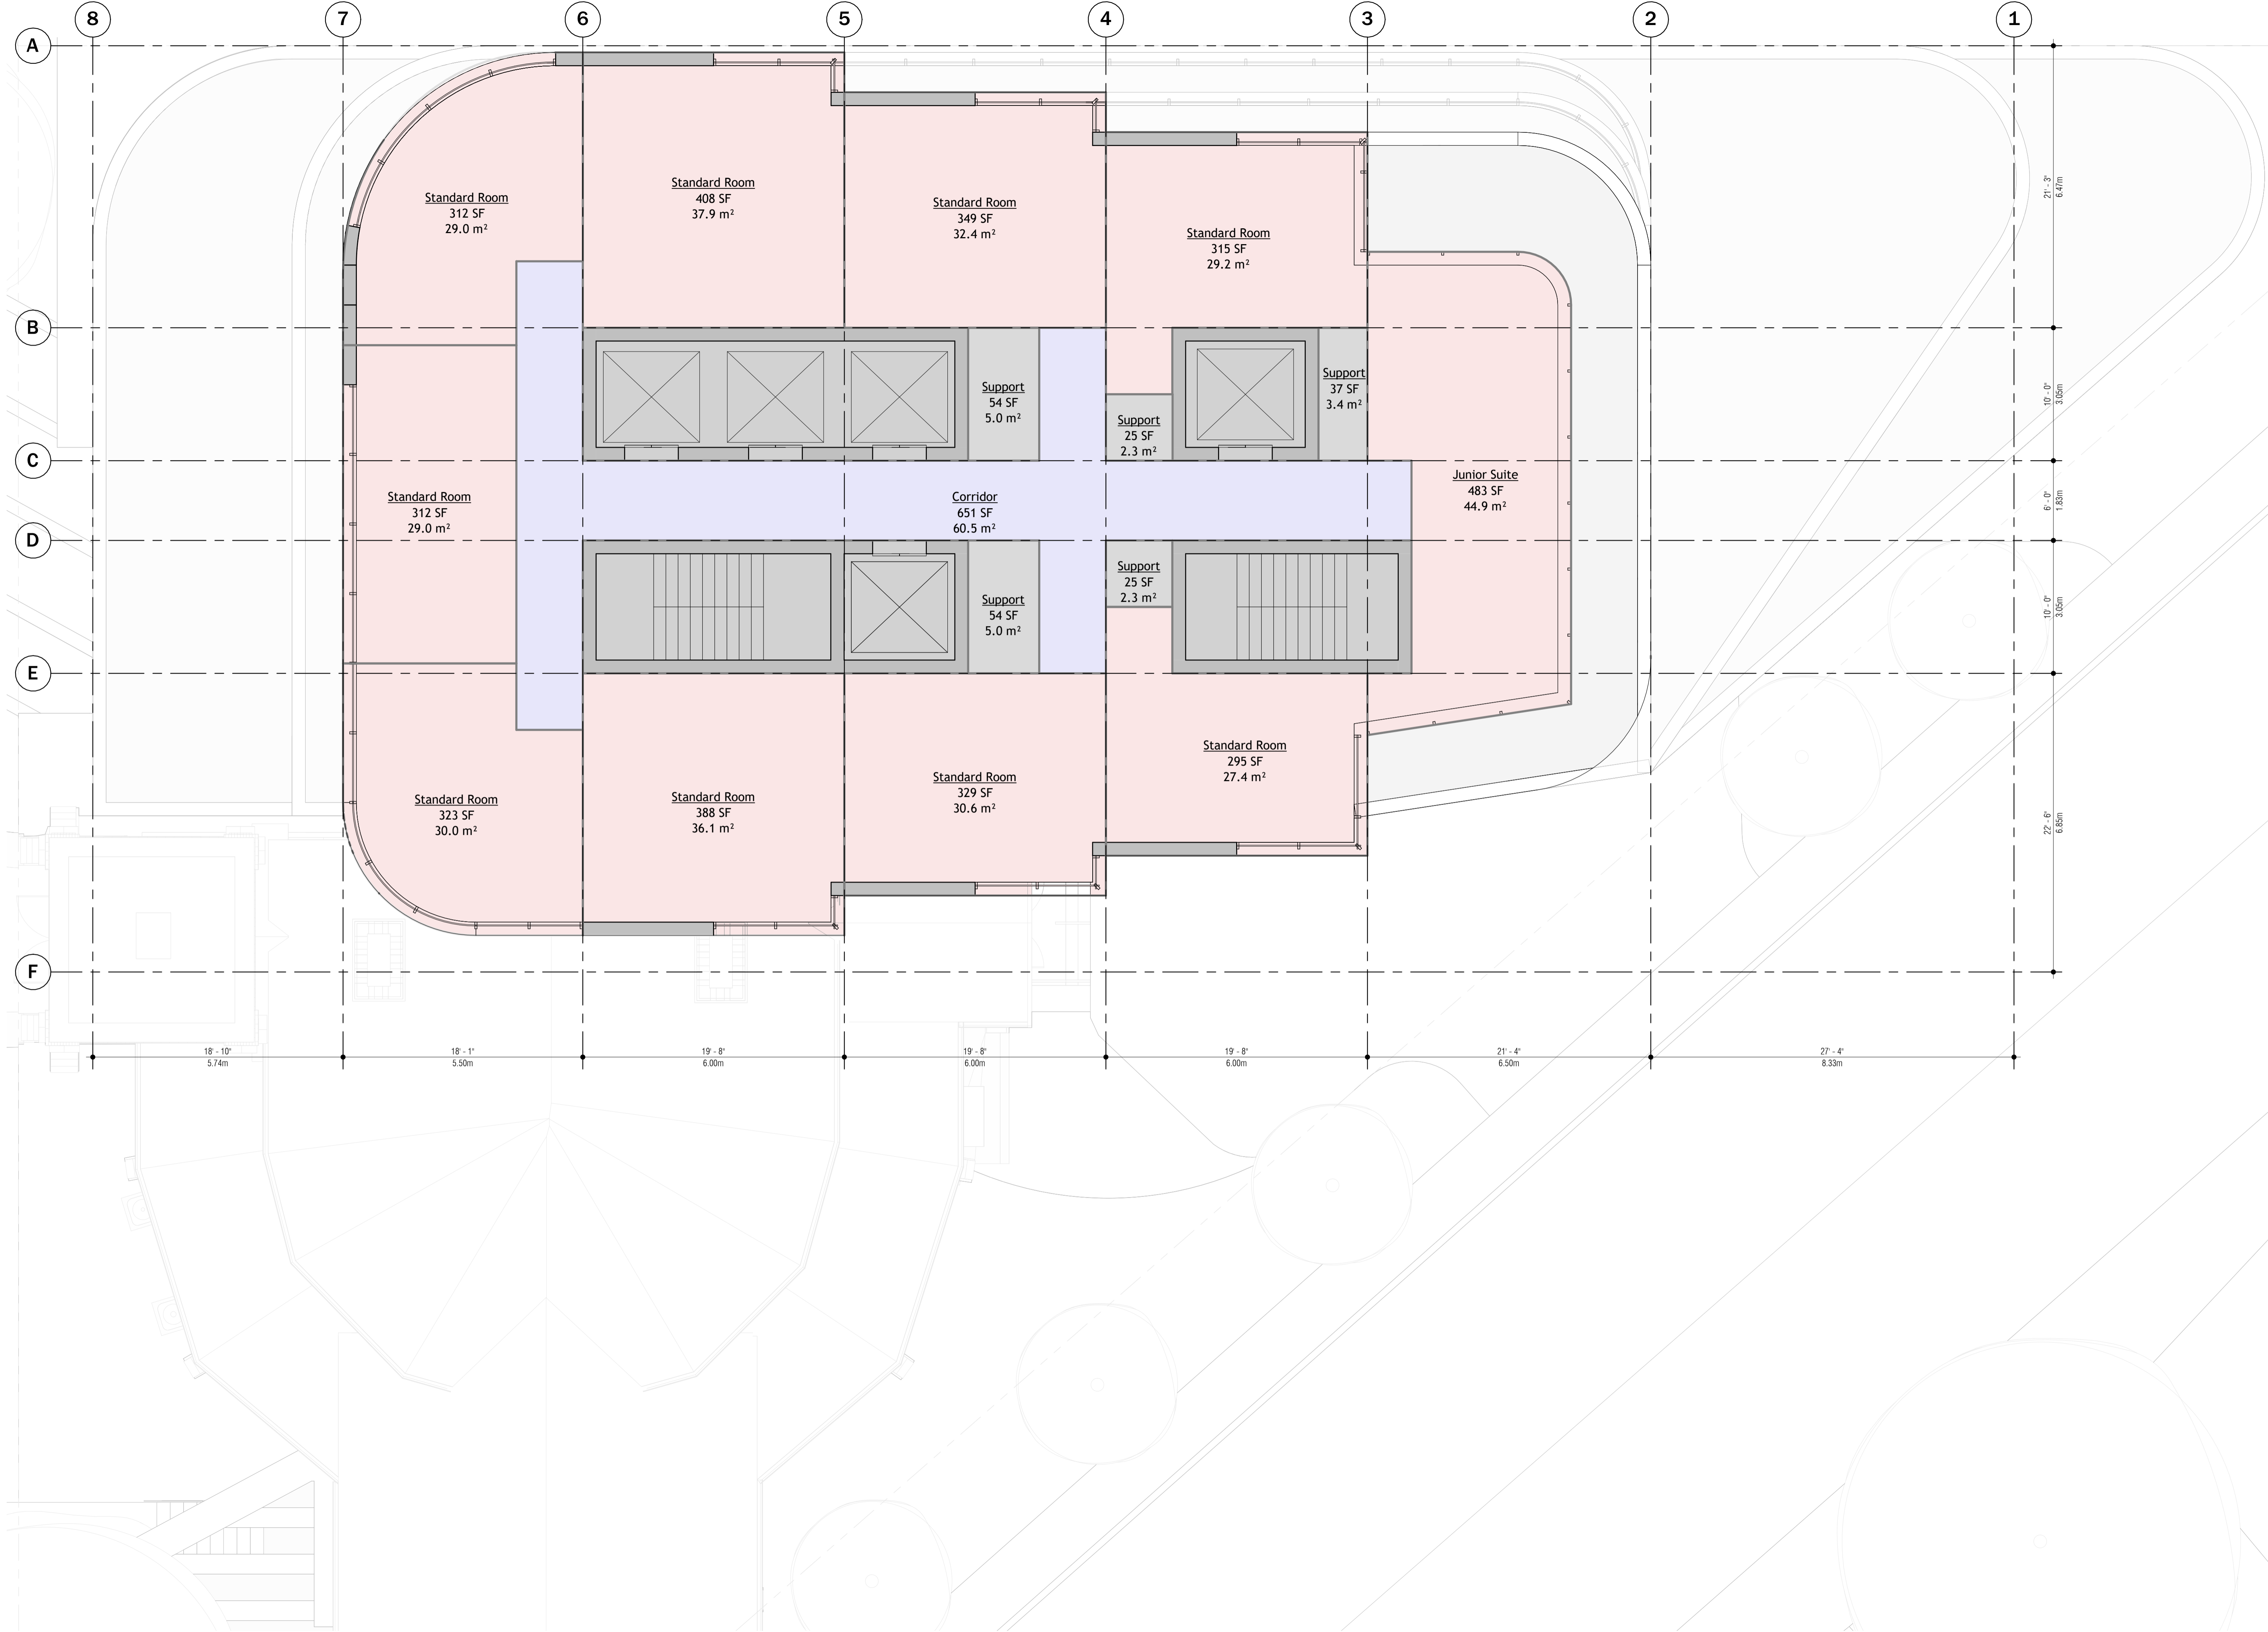 8 7 6 5 4 3 2 1
A
B
C
D
E
F
Standard Room
312 SF
29.0 m²
Standard Room
408 SF
37.9 m²
Standard Room
349 SF
32.4 m²
Standard Room
315 SF
29.2 m²
Support
54 SF
5.0 m²
Support
25 SF
2.3 m²
Support
37 SF
3.4 m²
Standard Room
312 SF
29.0 m²
Corridor
651 SF
60.5 m²
Junior Suite
483 SF
44.9 m²
Support
54 SF
5.0 m²
Support
25 SF
2.3 m²
Standard Room
323 SF
30.0 m²
Standard Room
388 SF
36.1 m²
Standard Room
329 SF
30.6 m²
Standard Room
295 SF
27.4 m²
21' - 3"
6.47m
10' - 0"
3.05m
6' - 0"
1.83m
10' - 0"
3.05m
22' - 6"
6.85m
18' - 10"
5.74m
18' - 1"
5.50m
19' - 8"
6.00m
19' - 8"
6.00m
19' - 8"
6.00m
21' - 4"
6.50m
27' - 4"
8.33m